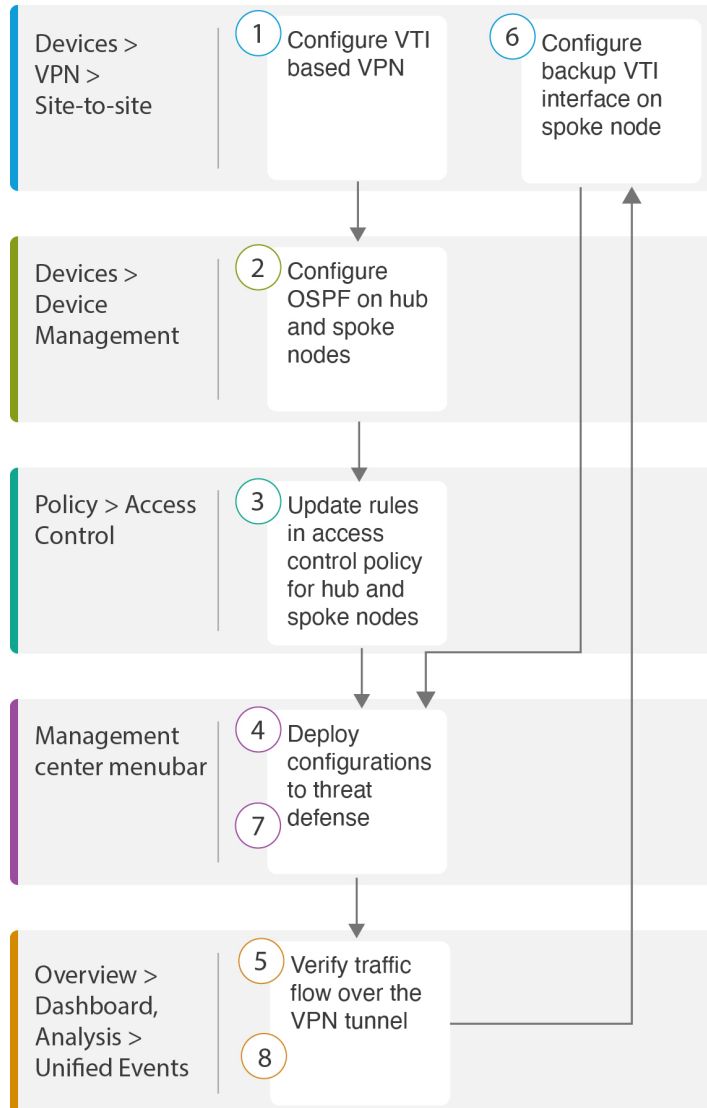 Devices >
VPN >
Site-to-site
1
Configure VTI
based VPN
6
Configure
backup VTI
interface on
spoke node
Devices >
Device
Management
2
Configure
OSPF on hub
and spoke
nodes
Policy > Access
Control
3
Update rules
in access
control policy
for hub and
spoke nodes
Management
center menubar
4
Deploy
configurations
to threat
defense
7
Overview >
Dashboard,
Analysis >
Unified Events
5
Verify traffic
flow over the
VPN tunnel
8